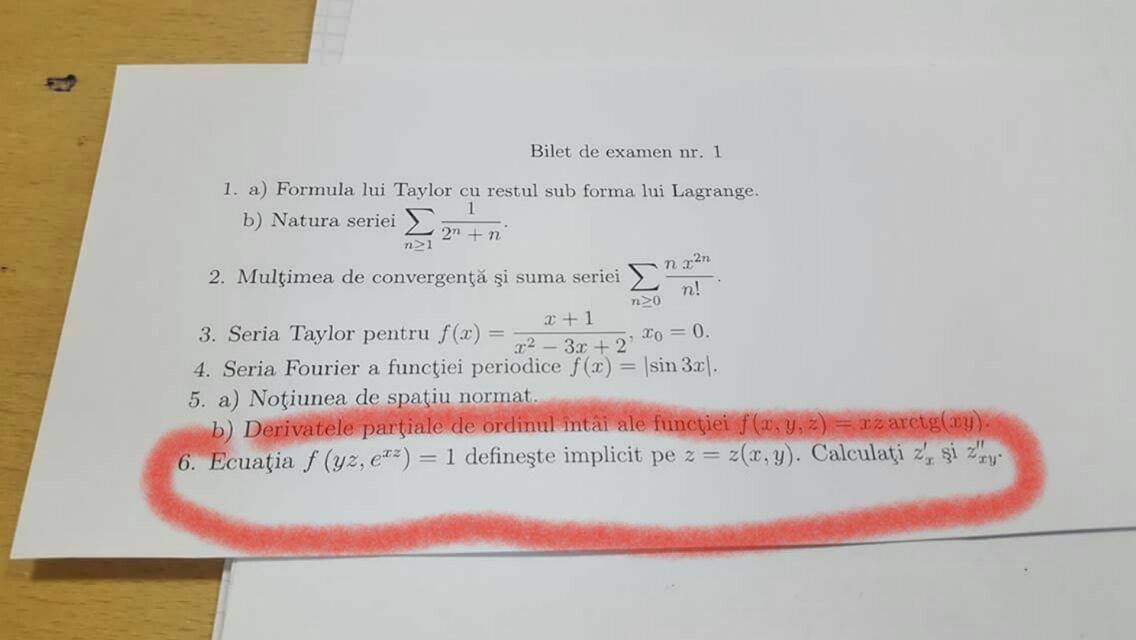 Bilet de examen nr. 1
1. a) Formula lui Taylor cu restul sub forma lui Lagrange.
b) Natura seriei $\sum_{n\geq 1} \frac{1}{2^n + n}$.
2. Mulţimea de convergenţă şi suma seriei $\sum_{n\geq 0} \frac{n\,x^{2n}}{n!}$.
3. Seria Taylor pentru $f(x) = \frac{x+1}{x^2 - 3x + 2}$, $x_0 = 0$.
4. Seria Fourier a funcţiei periodice $f(x) = |\sin 3x|$.
5. a) Noţiunea de spaţiu normat.
b) Derivatele parţiale de ordinul întâi ale funcţiei $f(x, y, z) = xz\,\text{arctg}(xy)$.
6. Ecuaţia $f\,(yz, e^{xz}) = 1$ defineşte implicit pe $z = z(x, y)$. Calculaţi $z'_x$ şi $z''_{xy}$.